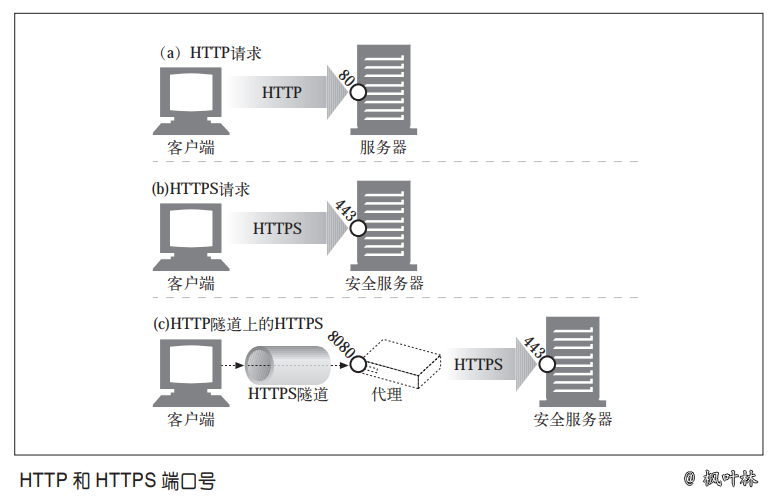 (a) HTTP请求
80
HTTP
客户端
服务器
(b)HTTPS请求
443
HTTPS
客户端
安全服务器
(c)HTTP隧道上的HTTPS
8080
443
HTTPS
HTTPS隧道
代理
客户端
安全服务器
HTTP 和 HTTPS 端口号
@ 枫叶林